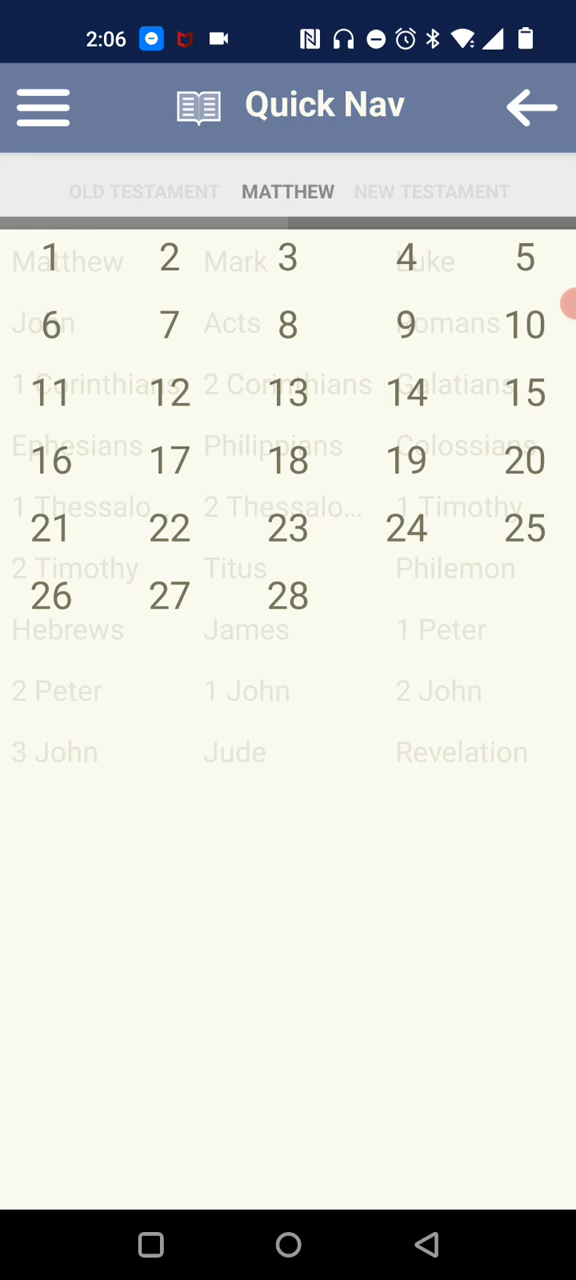 2:06
Quick Nav
OLD TESTAMENT MATTHEW NEW TESTAMENT
1 2 3 4 5
Matthew Mark Luke
John Acts Romans
6 7 8 9 10
1 Corinthians 2 Corinthians Galatians
11 12 13 14 15
Ephesians Philippians Colossians
16 17 18 19 20
1 Thessalo... 2 Thessalo... 1 Timothy
21 22 23 24 25
2 Timothy Titus Philemon
26 27 28
Hebrews James 1 Peter
2 Peter 1 John 2 John
3 John Jude Revelation